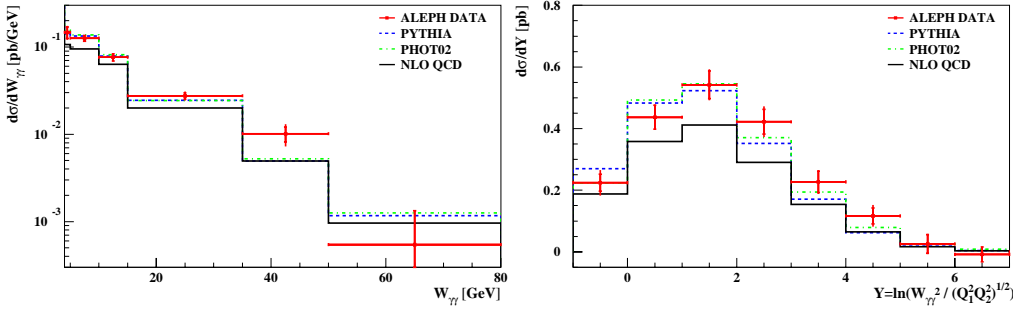 dσ/dWγγ [pb/GeV]
ALEPH DATA
PYTHIA
PHOT02
NLO QCD
10⁻¹
10⁻²
10⁻³
20 40 60 80
Wγγ [GeV]
dσ/dY [pb]
ALEPH DATA
PYTHIA
PHOT02
NLO QCD
0.8
0.6
0.4
0.2
0
0 2 4 6
Y=ln(Wγγ² / (Q₁²Q₂²)^1/2)